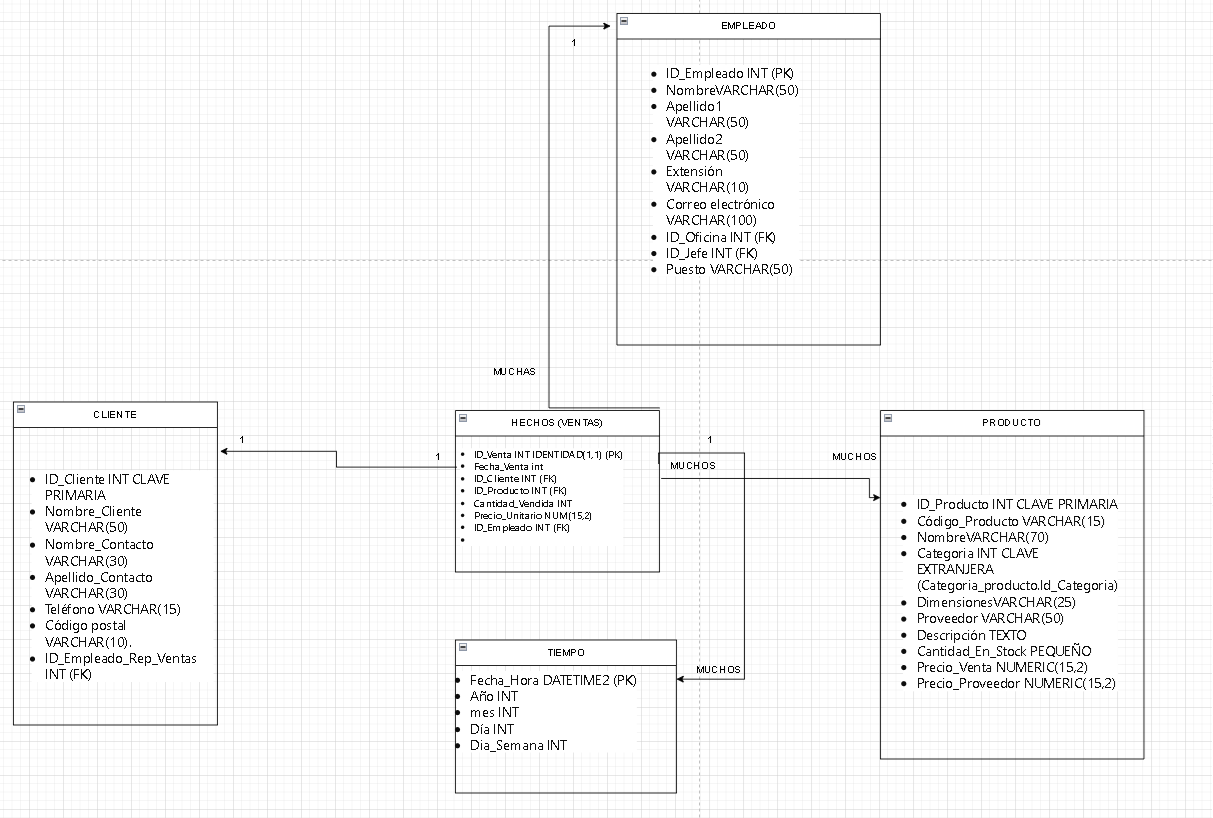 EMPLEADO
1
• ID_Empleado INT (PK)
• NombreVARCHAR(50)
• Apellido1
VARCHAR(50)
• Apellido2
VARCHAR(50)
• Extensión
VARCHAR(10)
• Correo electrónico
VARCHAR(100)
• ID_Oficina INT (FK)
• ID_Jefe INT (FK)
• Puesto VARCHAR(50)
MUCHAS
CLIENTE
• ID_Cliente INT CLAVE
PRIMARIA
• Nombre_Cliente
VARCHAR(50)
• Nombre_Contacto
VARCHAR(30)
• Apellido_Contacto
VARCHAR(30)
• Teléfono VARCHAR(15)
• Código postal
VARCHAR(10).
• ID_Empleado_Rep_Ventas
INT (FK)
1
1
HECHOS (VENTAS)
• ID_Venta INT IDENTIDAD(1,1) (PK)
• Fecha_Venta int
• ID_Cliente INT (FK)
• ID_Producto INT (FK)
• Cantidad_Vendida INT
• Precio_Unitario NUM(15,2)
• ID_Empleado INT (FK)
•
1
MUCHOS
MUCHOS
PRODUCTO
• ID_Producto INT CLAVE PRIMARIA
• Código_Producto VARCHAR(15)
• NombreVARCHAR(70)
• Categoria INT CLAVE
EXTRANJERA
(Categoria_producto.Id_Categoria)
• DimensionesVARCHAR(25)
• Proveedor VARCHAR(50)
• Descripción TEXTO
• Cantidad_En_Stock PEQUEÑO
• Precio_Venta NUMERIC(15,2)
• Precio_Proveedor NUMERIC(15,2)
TIEMPO
MUCHOS
• Fecha_Hora DATETIME2 (PK)
• Año INT
• mes INT
• Día INT
• Dia_Semana INT